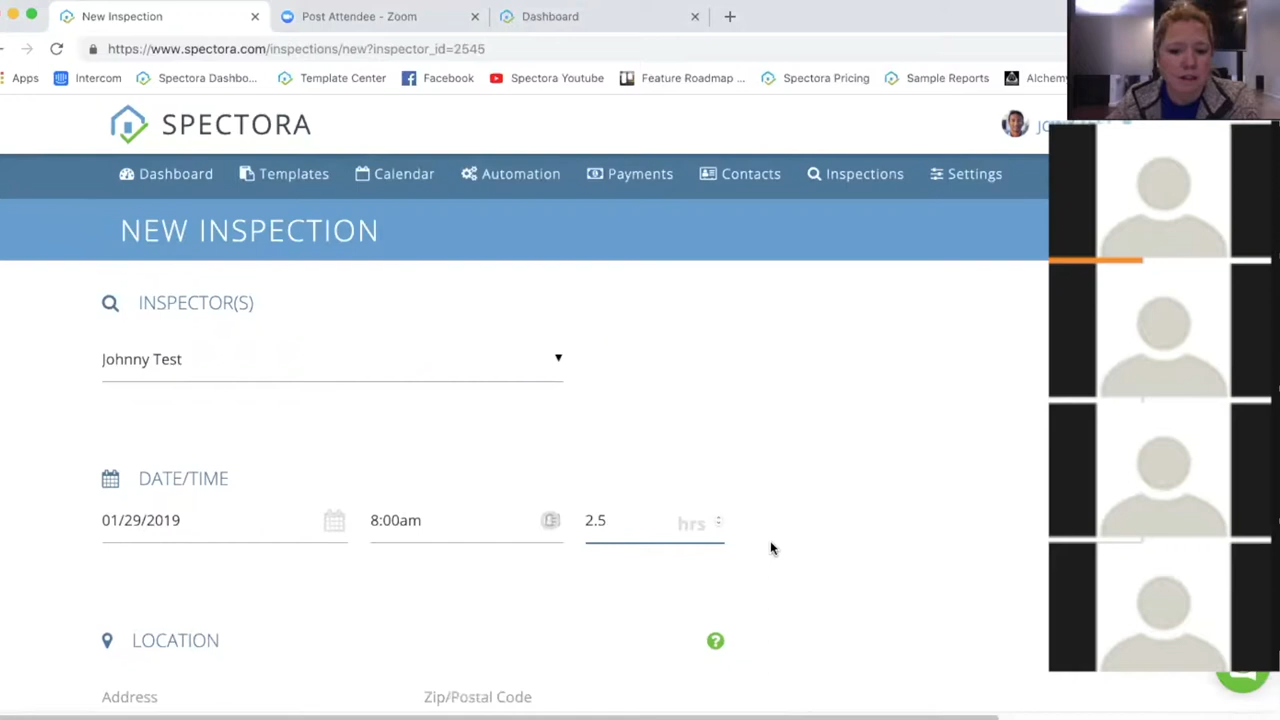 New Inspection
Post Attendee - Zoom
Dashboard
https://www.spectora.com/inspections/new?inspector_id=2545
Apps
Intercom
Spectora Dashbo...
Template Center
Facebook
Spectora Youtube
Feature Roadmap ...
Spectora Pricing
Sample Reports
Alchem
SPECTORA
Dashboard
Templates
Calendar
Automation
Payments
Contacts
Inspections
Settings
NEW INSPECTION
INSPECTOR(S)
Johnny Test
DATE/TIME
01/29/2019
8:00am
2.5
hrs
LOCATION
?
Address
Zip/Postal Code